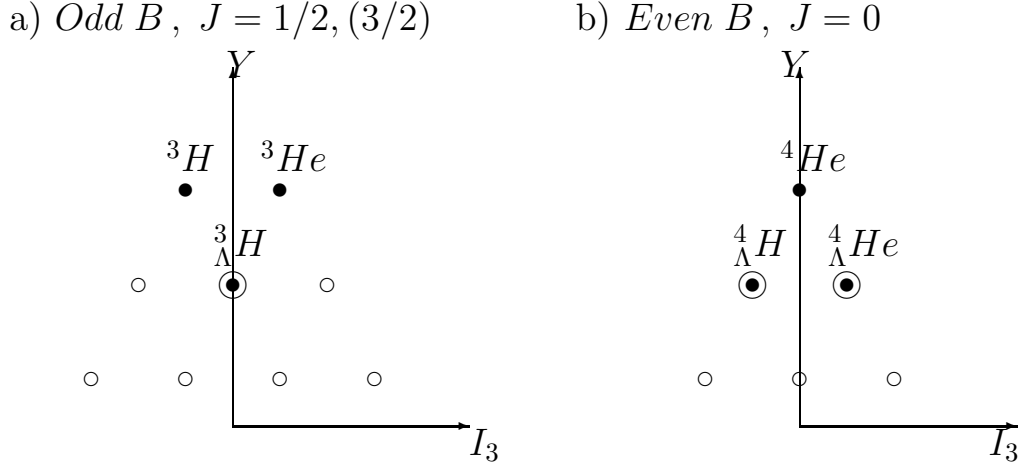 a) Odd B , J = 1/2, (3/2)
b) Even B , J = 0
Y
Y
³H
³He
⁴He
³ΛH
⁴ΛH
⁴ΛHe
I₃
I₃